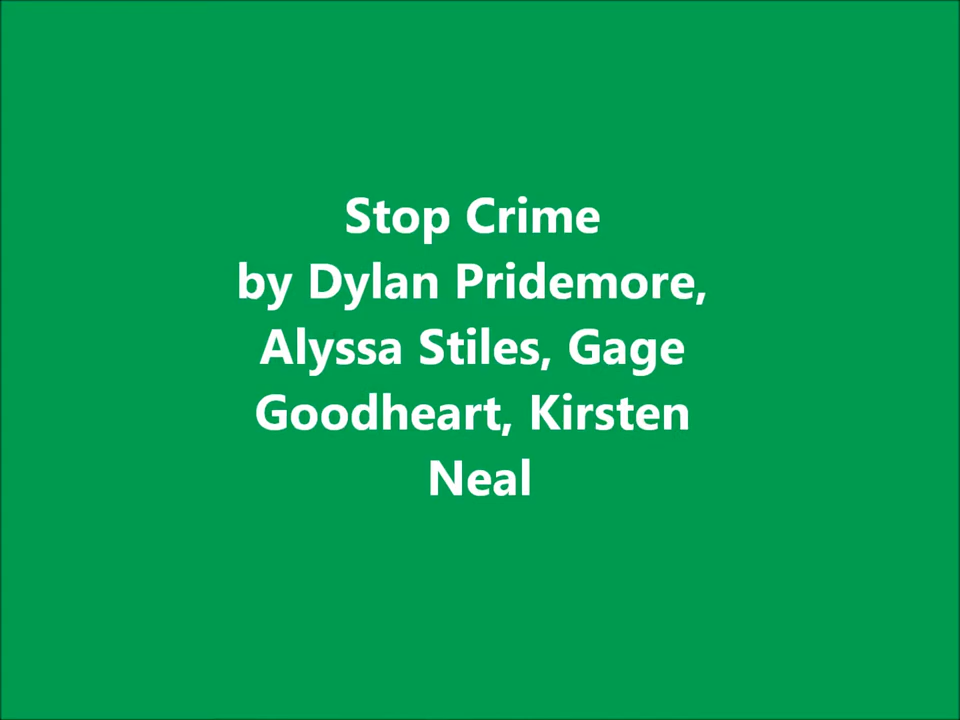 Stop Crime
by Dylan Pridemore,
Alyssa Stiles, Gage
Goodheart, Kirsten
Neal